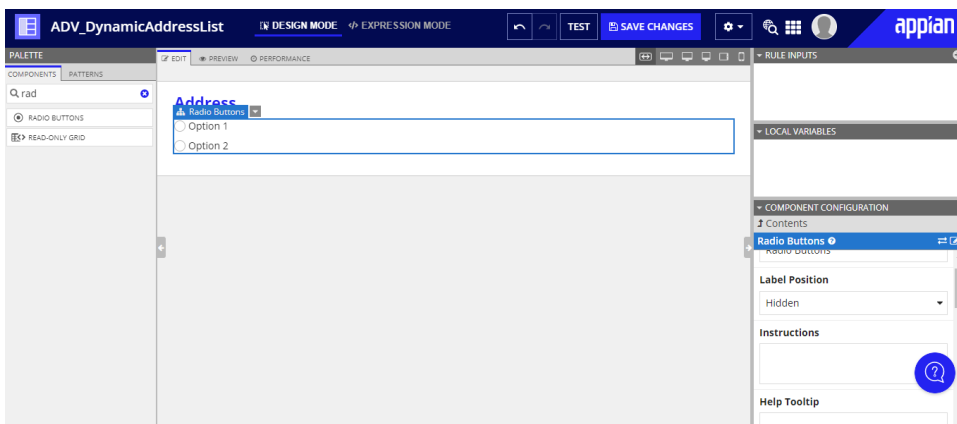 ADV_DynamicAddressList
DESIGN MODE
EXPRESSION MODE
TEST
SAVE CHANGES
appian
PALETTE
COMPONENTS
PATTERNS
rad
RADIO BUTTONS
READ-ONLY GRID
EDIT
PREVIEW
PERFORMANCE
Address
Radio Buttons
Option 1
Option 2
RULE INPUTS
LOCAL VARIABLES
COMPONENT CONFIGURATION
Contents
Radio Buttons
Radio Buttons
Label Position
Hidden
Instructions
Help Tooltip